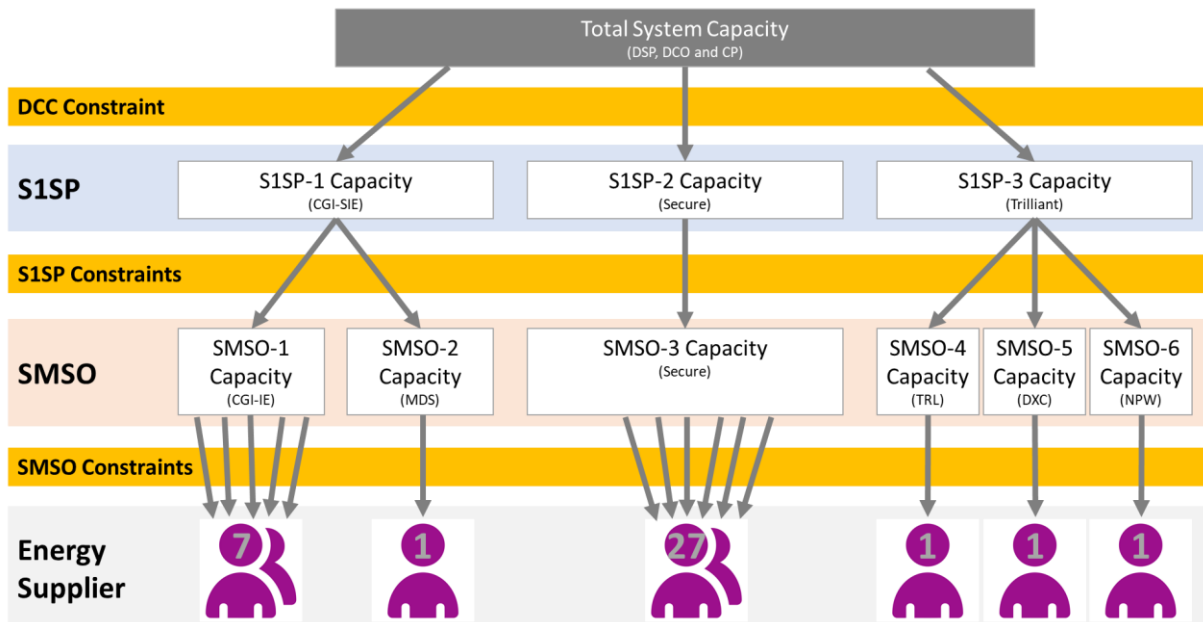 Total System Capacity
(DSP, DCO and CP)
DCC Constraint
S1SP
S1SP-1 Capacity
(CGI-SIE)
S1SP-2 Capacity
(Secure)
S1SP-3 Capacity
(Trilliant)
S1SP Constraints
SMSO
SMSO-1
Capacity
(CGI-IE)
SMSO-2
Capacity
(MDS)
SMSO-3 Capacity
(Secure)
SMSO-4
Capacity
(TRL)
SMSO-5
Capacity
(DXC)
SMSO-6
Capacity
(NPW)
SMSO Constraints
Energy
Supplier
7
1
27
1
1
1